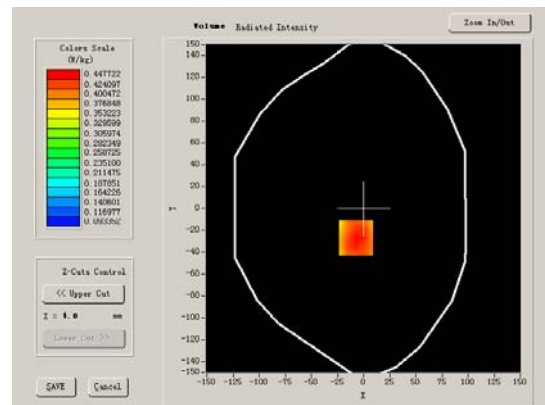 Volume Radiated Intensity
Zoom In/Out
Colors Scale
(W/kg)
0.447722
0.424097
0.400472
0.376848
0.353223
0.329599
0.305974
0.282349
0.258725
0.235100
0.211475
0.187851
0.164226
0.140601
0.116977
0.093352
Z-Cuts Control
<< Upper Cut
Z = 4.0 mm
Lower Cut >>
SAVE
Cancel
150
140
120
100
80
60
40
20
0
-20
-40
-60
-80
-100
-120
-140
-150
Y
-150 -125 -100 -75 -50 -25 0 25 50 75 100 125 150
X